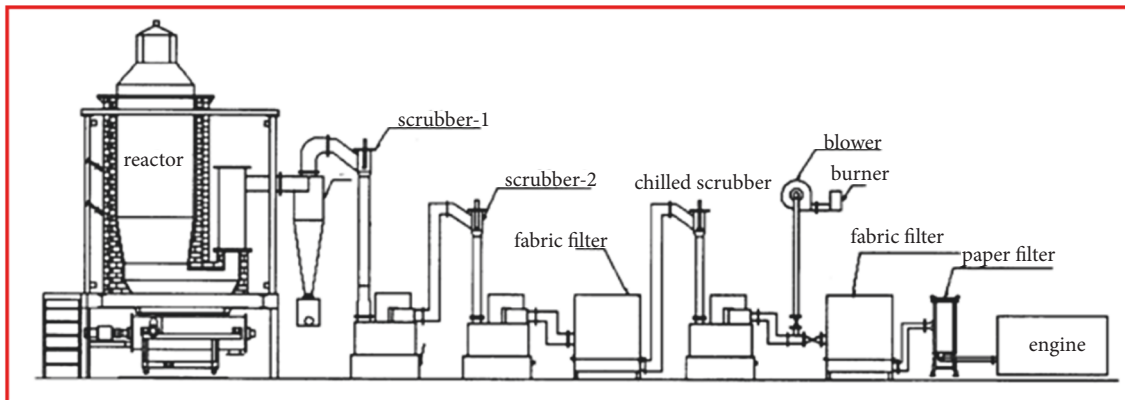 reactor
scrubber-1
scrubber-2
fabric filter
chilled scrubber
blower
burner
fabric filter
paper filter
engine